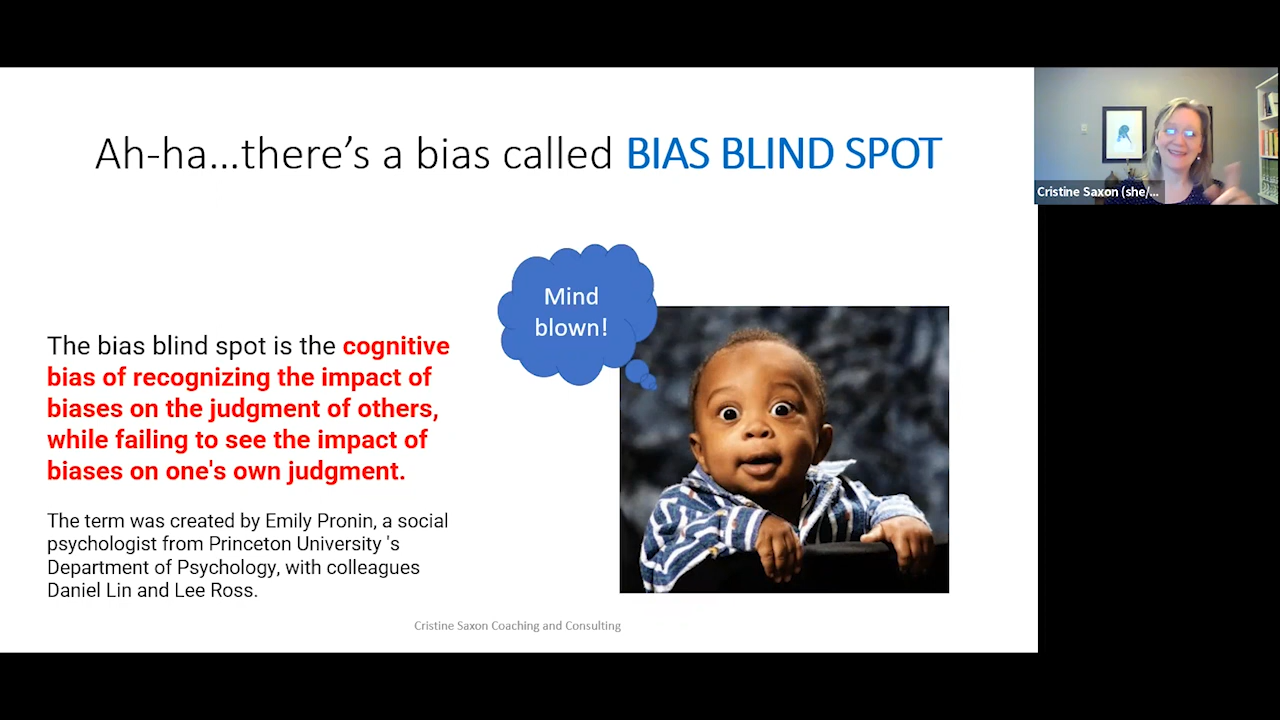 Ah-ha…there’s a bias called BIAS BLIND SPOT
Cristine Saxon (she/...
Mind
blown!
The bias blind spot is the cognitive
bias of recognizing the impact of
biases on the judgment of others,
while failing to see the impact of
biases on one's own judgment.
The term was created by Emily Pronin, a social
psychologist from Princeton University 's
Department of Psychology, with colleagues
Daniel Lin and Lee Ross.
Cristine Saxon Coaching and Consulting